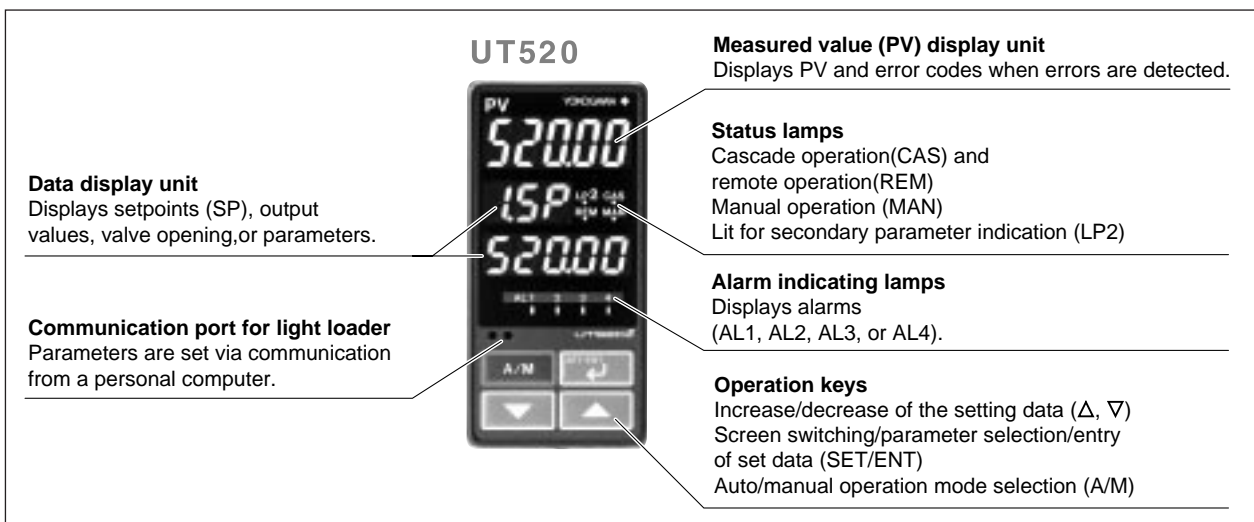 UT520
Measured value (PV) display unit
Displays PV and error codes when errors are detected.
Status lamps
Cascade operation(CAS) and
remote operation(REM)
Manual operation (MAN)
Lit for secondary parameter indication (LP2)
Alarm indicating lamps
Displays alarms
(AL1, AL2, AL3, or AL4).
Operation keys
Increase/decrease of the setting data (Δ, ∇)
Screen switching/parameter selection/entry
of set data (SET/ENT)
Auto/manual operation mode selection (A/M)
Data display unit
Displays setpoints (SP), output
values, valve opening,or parameters.
Communication port for light loader
Parameters are set via communication
from a personal computer.
PV YOKOGAWA
520.00
1.SP LP2 CAS
REM MAN
520.00
AL1 2 3 4
A/M